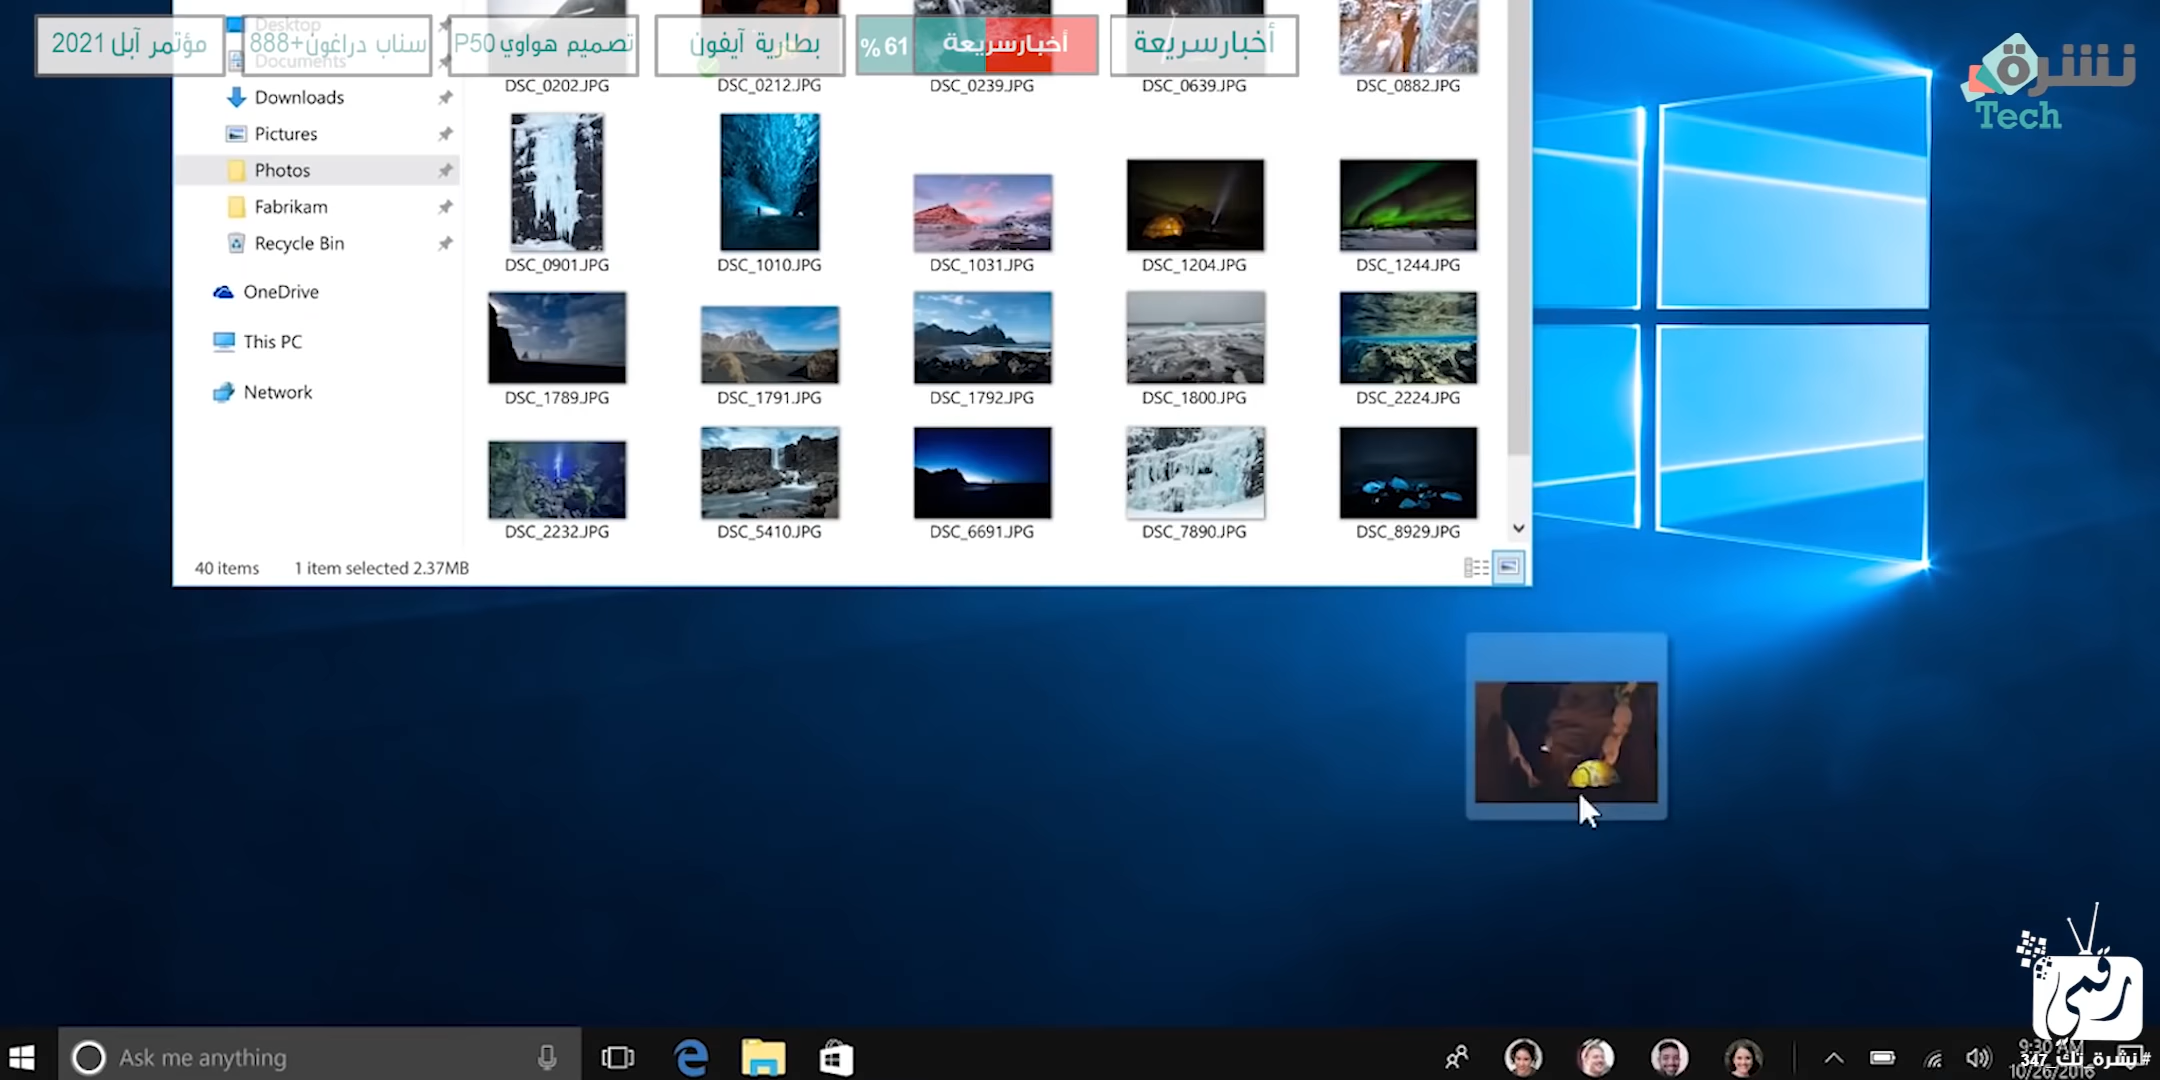 مؤتمر آبل 2021
سناب دراغون+888
تصميم هواوي P50
بطارية آيفون
أخبار سريعة
% 61
أخبار سريعة
نشرة
Tech
Desktop
Documents
Downloads
Pictures
Photos
Fabrikam
Recycle Bin
OneDrive
This PC
Network
DSC_0202.JPG DSC_0212.JPG DSC_0239.JPG DSC_0639.JPG DSC_0882.JPG
DSC_0901.JPG DSC_1010.JPG DSC_1031.JPG DSC_1204.JPG DSC_1244.JPG
DSC_1789.JPG DSC_1791.JPG DSC_1792.JPG DSC_1800.JPG DSC_2224.JPG
DSC_2232.JPG DSC_5410.JPG DSC_6691.JPG DSC_7890.JPG DSC_8929.JPG
40 items 1 item selected 2.37MB
رقمي
Ask me anything
9:30 AM
#نشرة_تك_347
10/26/2016